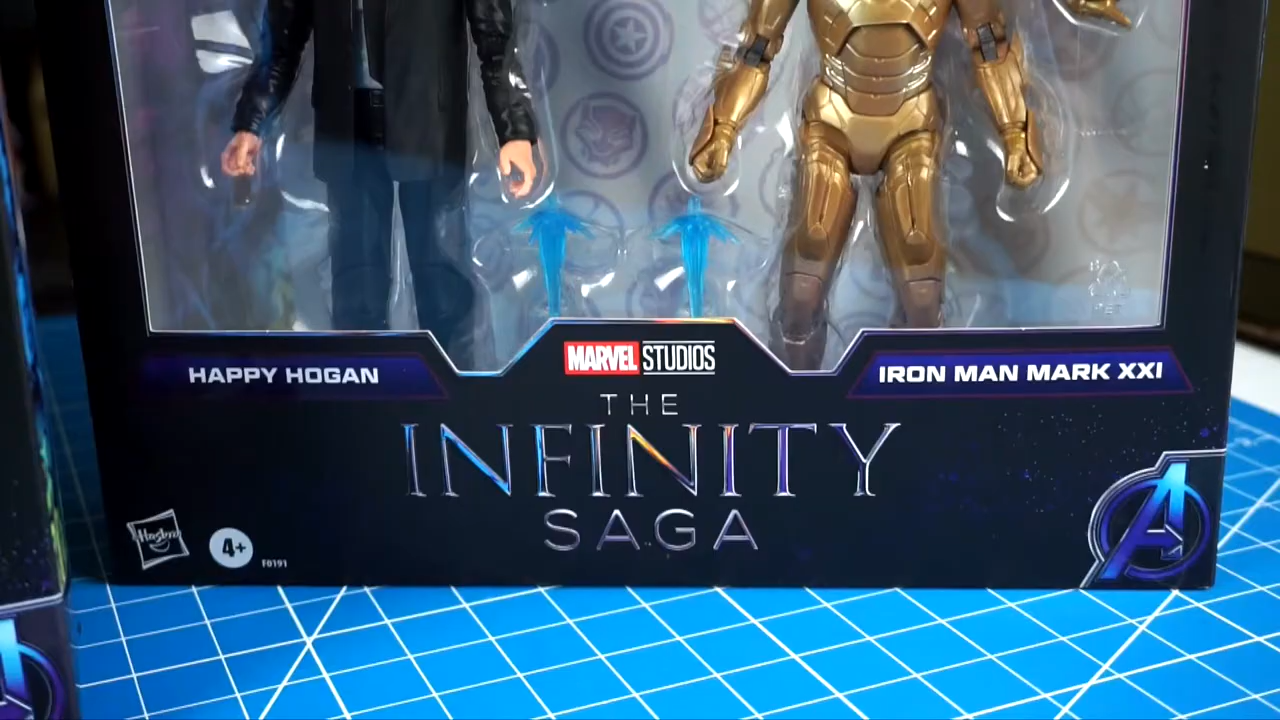 MARVEL STUDIOS
HAPPY HOGAN
IRON MAN MARK XXI
THE
INFINITY
SAGA
Hasbro
4+
F0191